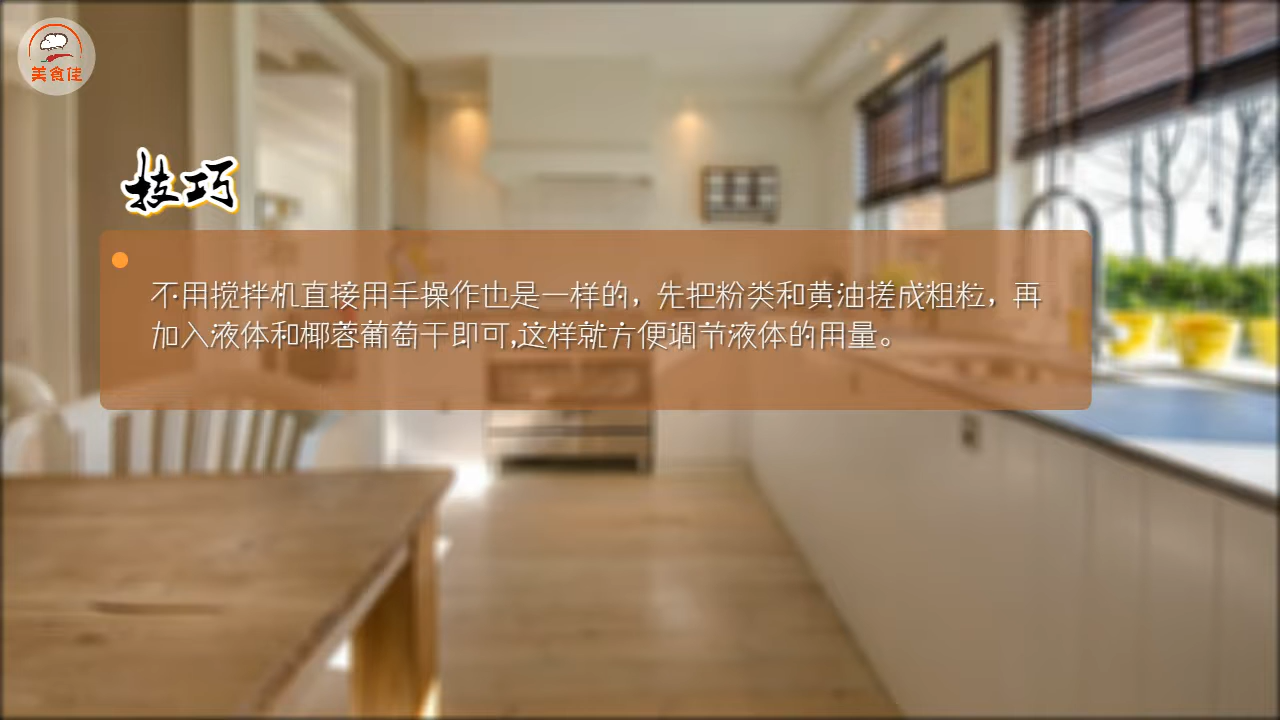 美食佳
技巧
不用搅拌机直接用手操作也是一样的，先把粉类和黄油搓成粗粒，再
加入液体和椰蓉葡萄干即可,这样就方便调节液体的用量。